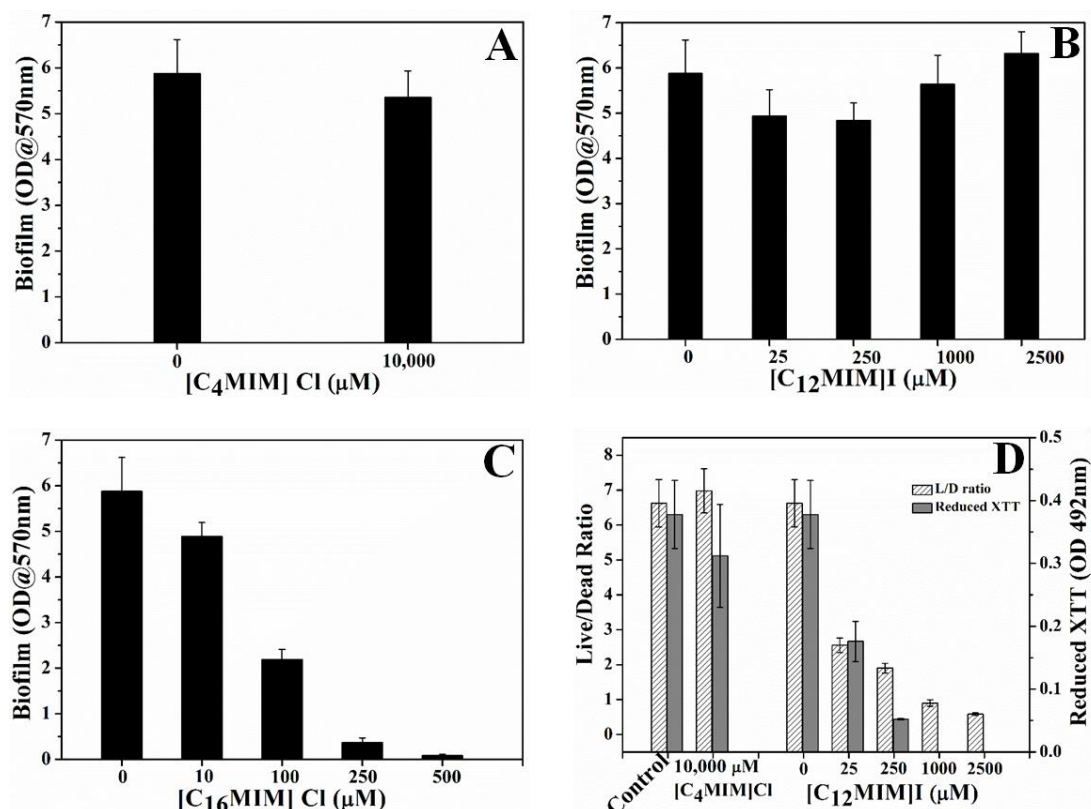 A
Biofilm (OD@570nm)
7
6
5
4
3
2
1
0
0 10,000
[C4MIM] Cl (μM)
B
Biofilm (OD@570nm)
7
6
5
4
3
2
1
0
0 25 250 1000 2500
[C12MIM]I (μM)
C
Biofilm (OD@570nm)
7
6
5
4
3
2
1
0
0 10 100 250 500
[C16MIM] Cl (μM)
D
Live/Dead Ratio
8
7
6
5
4
3
2
1
0
L/D ratio
Reduced XTT
0.5
0.4
0.3
0.2
0.1
0.0
Reduced XTT (OD 492nm)
Control 10,000 μM 0 25 250 1000 2500
[C4MIM]Cl [C12MIM]I (μM)